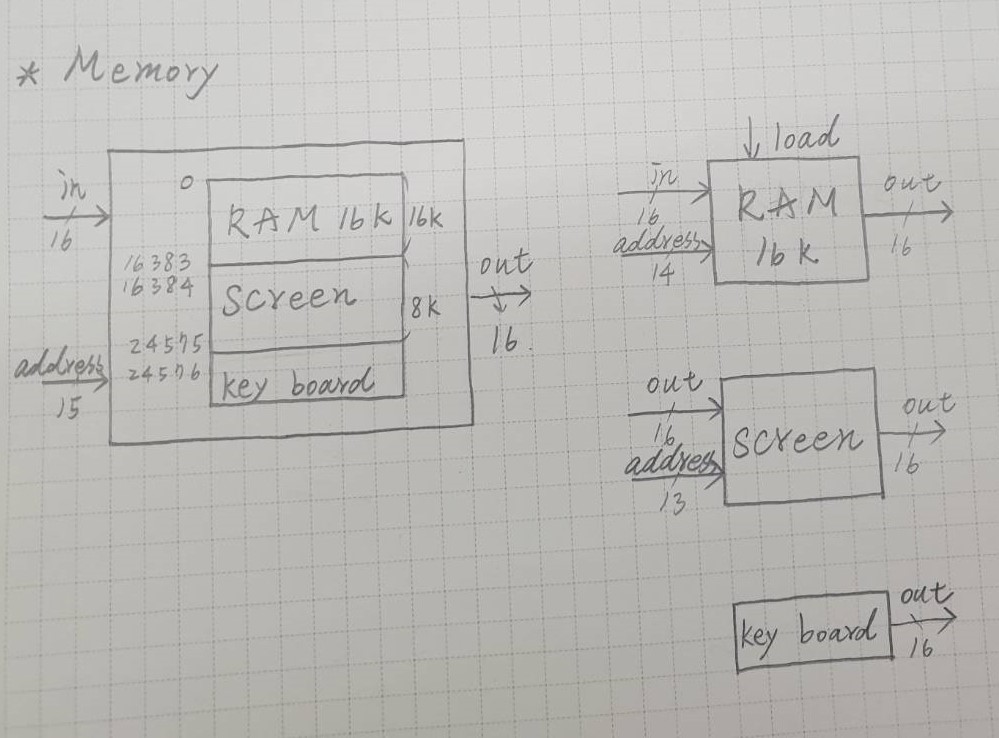 * Memory
in
16
address
15
0
16383
16384
24575
24576
RAM 16k
screen
key board
16k
8k
out
16.
load
in
16
address
14
RAM
16k
out
16
out
16
address
13
screen
out
16
key board
out
16